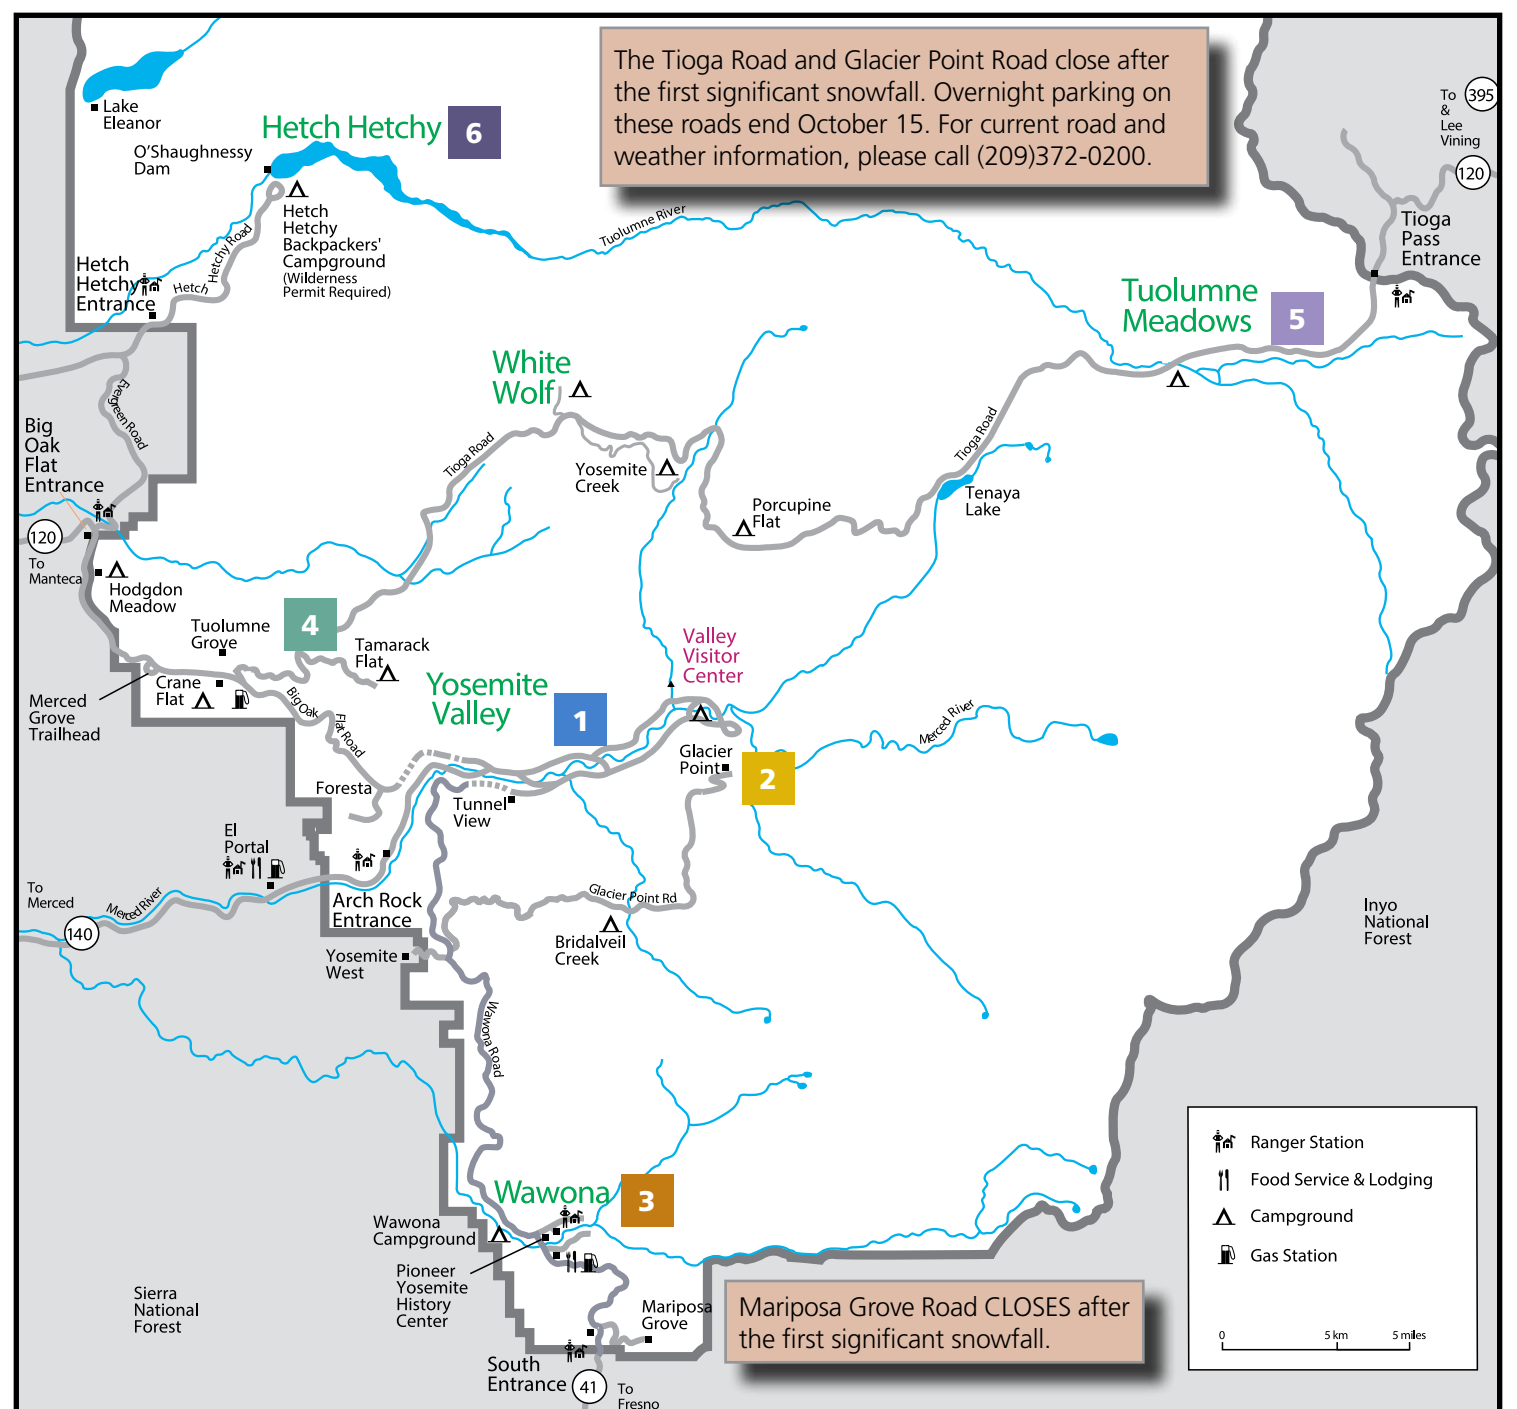 The Tioga Road and Glacier Point Road close after
the first significant snowfall. Overnight parking on
these roads end October 15. For current road and
weather information, please call (209)372-0200.
To
&
Lee
Vining
395
120
Lake
Eleanor
Hetch Hetchy
6
O'Shaughnessy
Dam
Hetch
Hetchy
Backpackers'
Campground
(Wilderness
Permit Required)
Hetch Hetchy Road
Hetch
Hetchy
Entrance
Tuolumne River
Tioga
Pass
Entrance
Tuolumne
Meadows
5
White
Wolf
Evergreen Road
Big
Oak
Flat
Entrance
120
To
Manteca
Tioga Road
Yosemite
Creek
Tioga Road
Porcupine
Flat
Tenaya
Lake
Hodgdon
Meadow
4
Tuolumne
Grove
Tamarack
Flat
Crane
Flat
Merced
Grove
Trailhead
Big Oak
Flat Road
Valley
Visitor
Center
Yosemite
Valley
1
Merced River
Glacier
Point
2
Foresta
Tunnel
View
El
Portal
To
Merced
Merced River
140
Arch Rock
Entrance
Glacier Point Rd
Bridalveil
Creek
Yosemite
West
Inyo
National
Forest
Wawona Road
Wawona
3
Wawona
Campground
Pioneer
Yosemite
History
Center
Sierra
National
Forest
Mariposa
Grove
South
Entrance
41
To
Fresno
Mariposa Grove Road CLOSES after
the first significant snowfall.
Ranger Station
Food Service & Lodging
Campground
Gas Station
0
5 km
5 miles